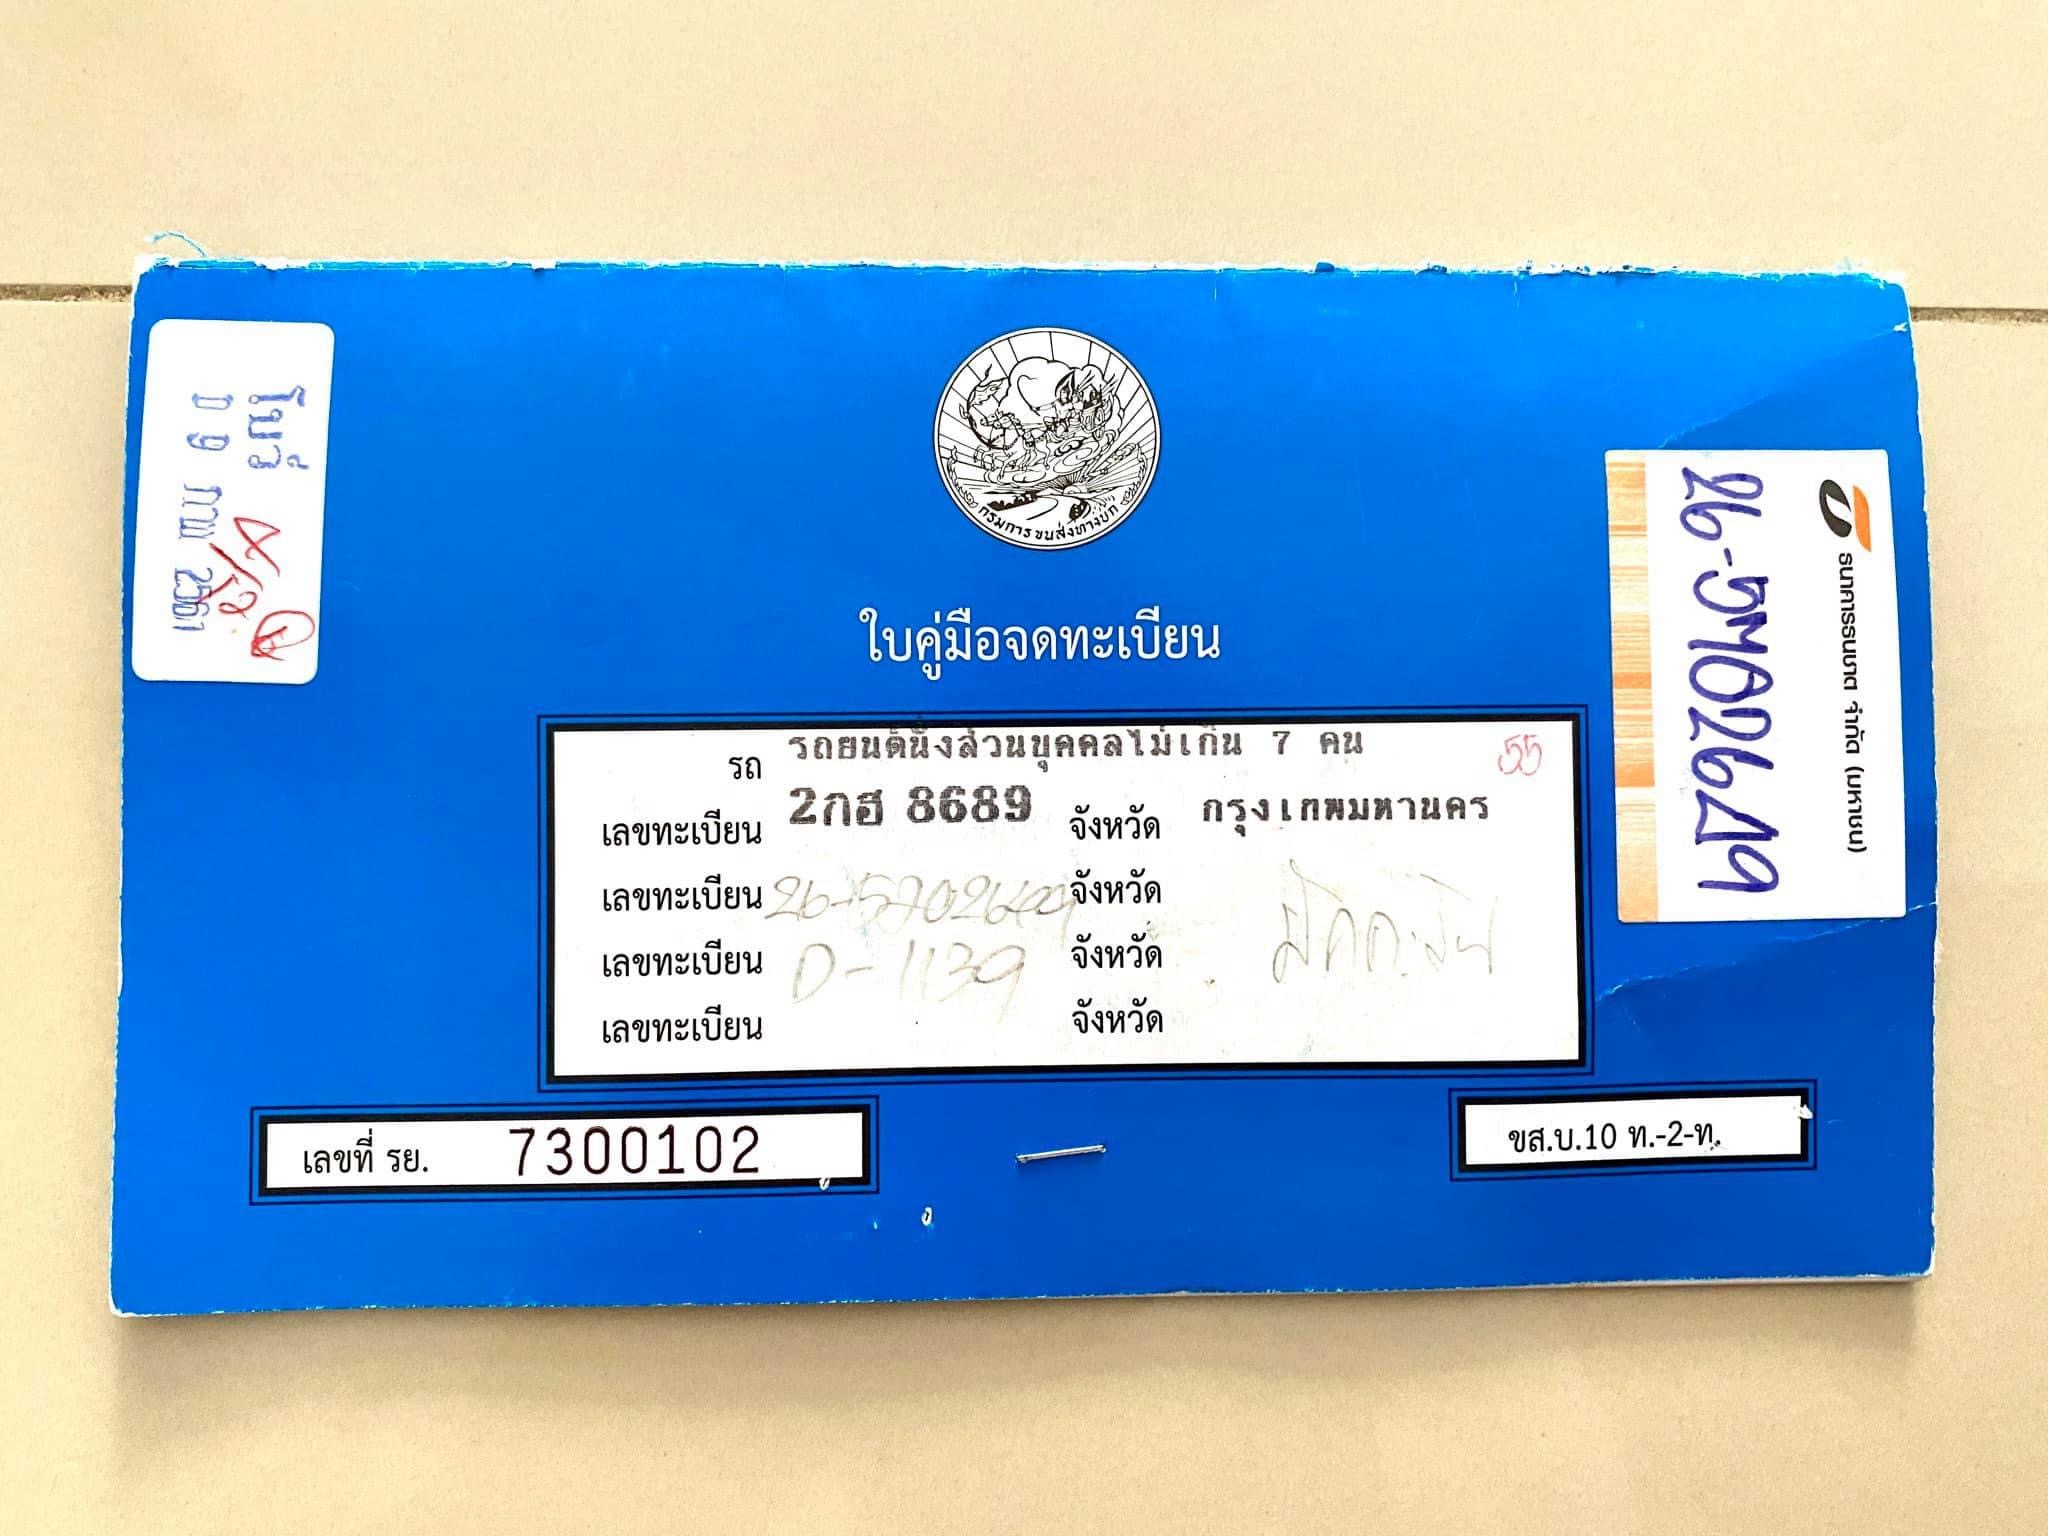 โบว์
0 9 กพ 2561
กรมการขนส่งทางบก
ใบคู่มือจดทะเบียน
รถ รถยนต์นั่งส่วนบุคคลไม่เกิน 7 คน 55
เลขทะเบียน 2กฮ 8689 จังหวัด กรุงเทพมหานคร
เลขทะเบียน จังหวัด
เลขทะเบียน D-1139 จังหวัด
เลขทะเบียน จังหวัด
เลขที่ รย. 7300102
ขส.บ.10 ท.-2-ท.
ธนาคารธนชาต จำกัด (มหาชน)